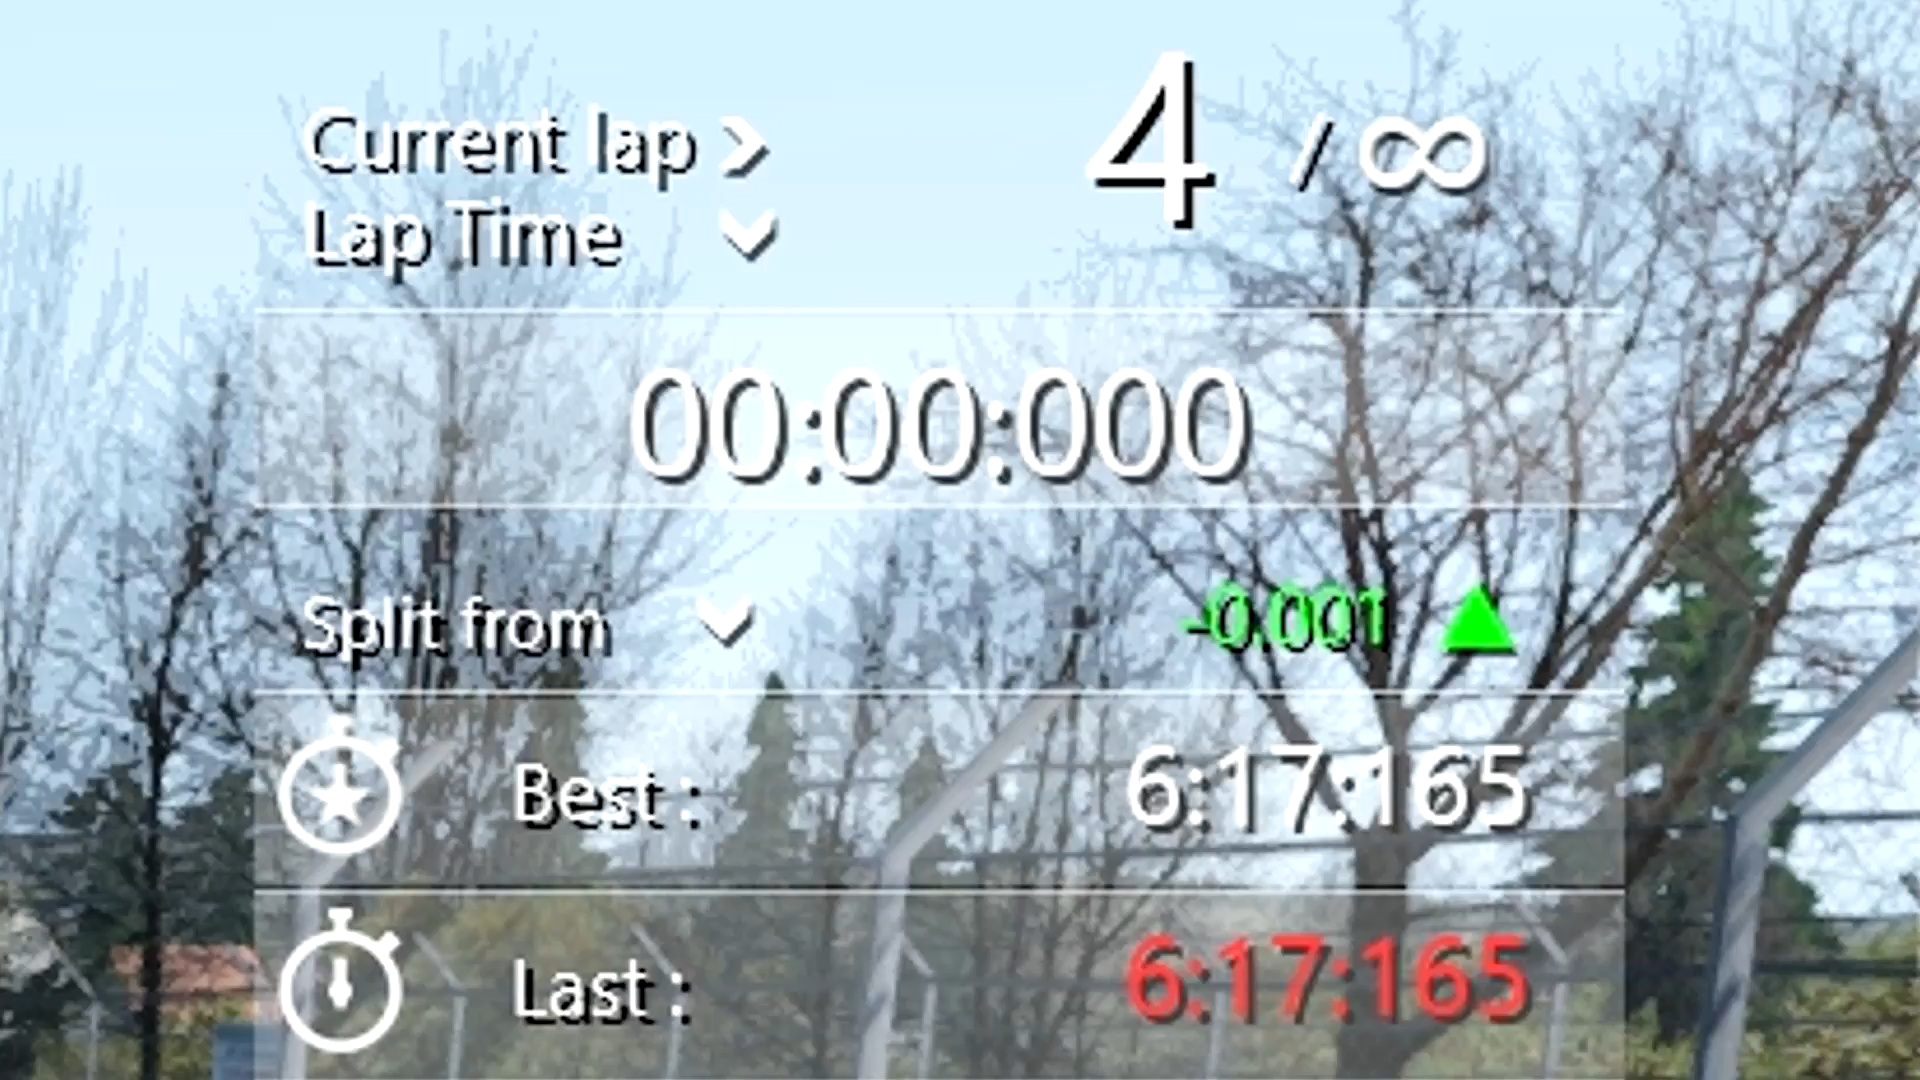 Current lap 4 / ∞
Lap Time
00:00:000
Split from -0.001
Best : 6:17:165
Last : 6:17:165